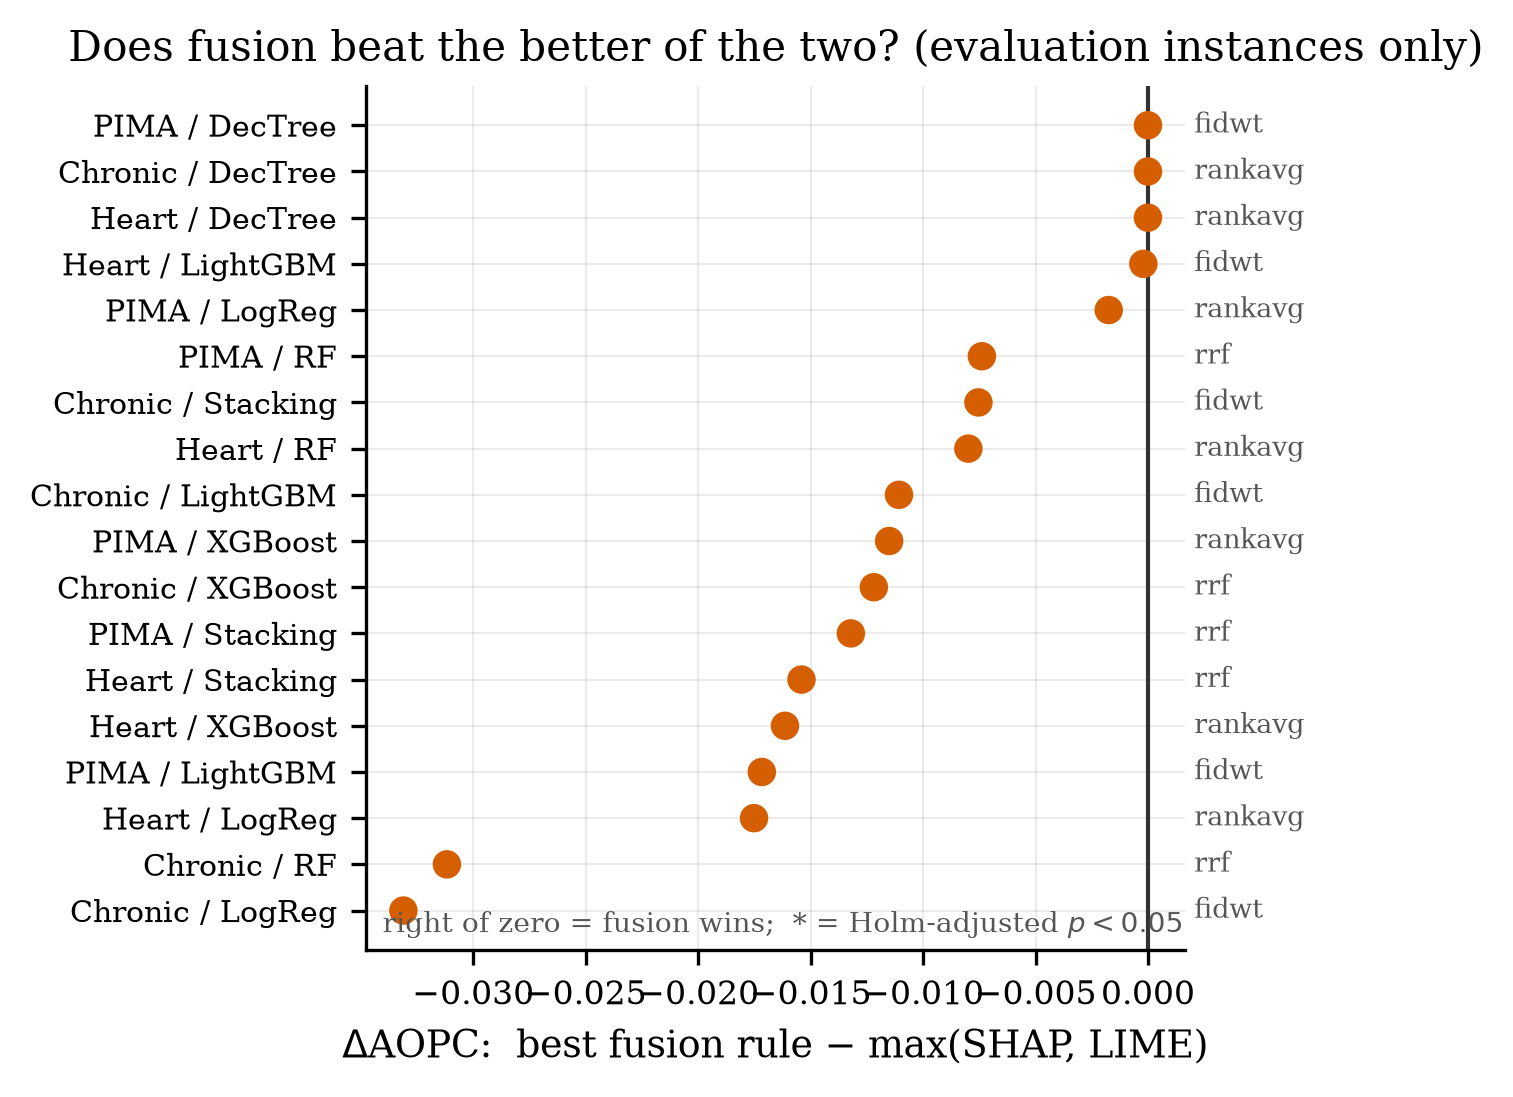 Does fusion beat the better of the two? (evaluation instances only)
PIMA / DecTree fidwt
Chronic / DecTree rankavg
Heart / DecTree rankavg
Heart / LightGBM fidwt
PIMA / LogReg rankavg
PIMA / RF rrf
Chronic / Stacking fidwt
Heart / RF rankavg
Chronic / LightGBM fidwt
PIMA / XGBoost rankavg
Chronic / XGBoost rrf
PIMA / Stacking rrf
Heart / Stacking rrf
Heart / XGBoost rankavg
PIMA / LightGBM fidwt
Heart / LogReg rankavg
Chronic / RF rrf
Chronic / LogReg fidwt
right of zero = fusion wins; * = Holm-adjusted p < 0.05
−0.030 −0.025 −0.020 −0.015 −0.010 −0.005 0.000
ΔAOPC: best fusion rule − max(SHAP, LIME)